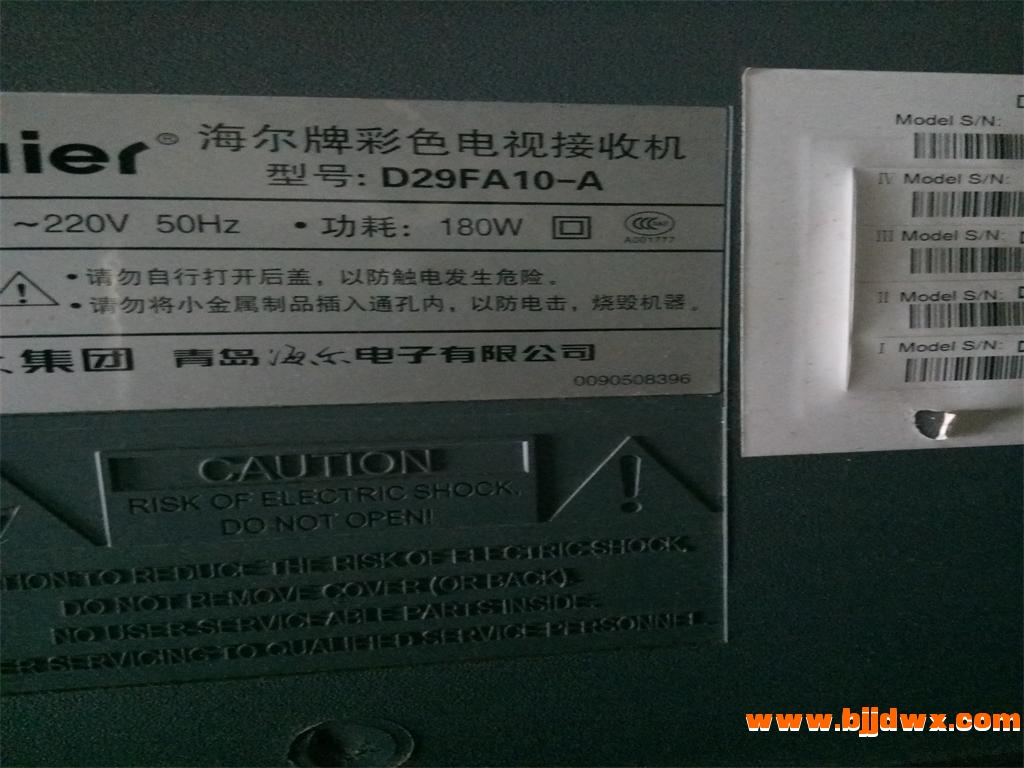 aier® 海尔牌彩色电视接收机
型号: D29FA10-A
~220V 50Hz •功耗: 180W
A001777
•请勿自行打开后盖，以防触电发生危险。
•请勿将小金属制品插入通孔内，以防电击，烧毁机器。
集团 青岛海尔电子有限公司
0090508396
CAUTION
RISK OF ELECTRIC SHOCK,
DO NOT OPEN!
TION TO REDUCE THE RISK OF ELECTRIC SHOCK,
DO NOT REMOVE COVER (OR BACK).
NO USER-SERVICEABLE PARTS INSIDE.
ER SERVICING TO QUALIFIED SERVICE PERSONNEL.
Model S/N:
IV Model S/N:
III Model S/N:
II Model S/N:
I Model S/N:
www.bjjdwx.com